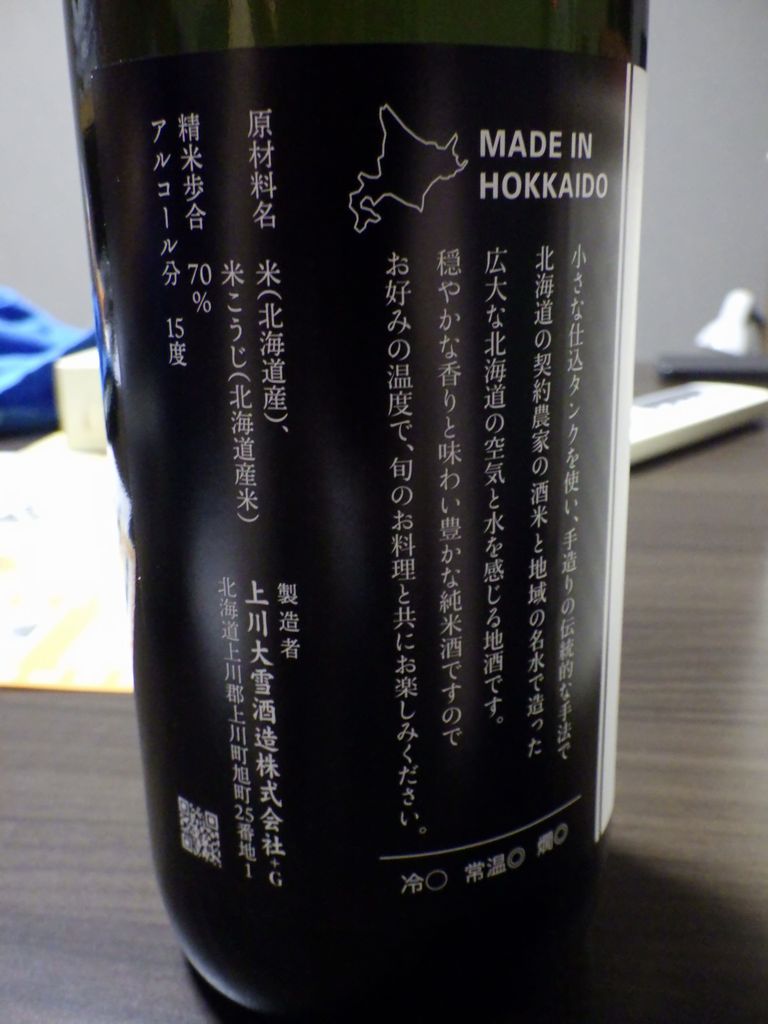 MADE IN
HOKKAIDO
小さな仕込タンクを使い、手造りの伝統的な手法で
北海道の契約農家の酒米と地域の名水で造った
広大な北海道の空気と水を感じる地酒です。
穏やかな香りと味わい豊かな純米酒ですので
お好みの温度で、旬のお料理と共にお楽しみください。
冷○ 常温◎ 燗◎
原材料名 米(北海道産)、
米こうじ(北海道産米)
精米歩合 70%
アルコール分 15度
製造者
上川大雪酒造株式会社+G
北海道上川郡上川町旭町25番地1